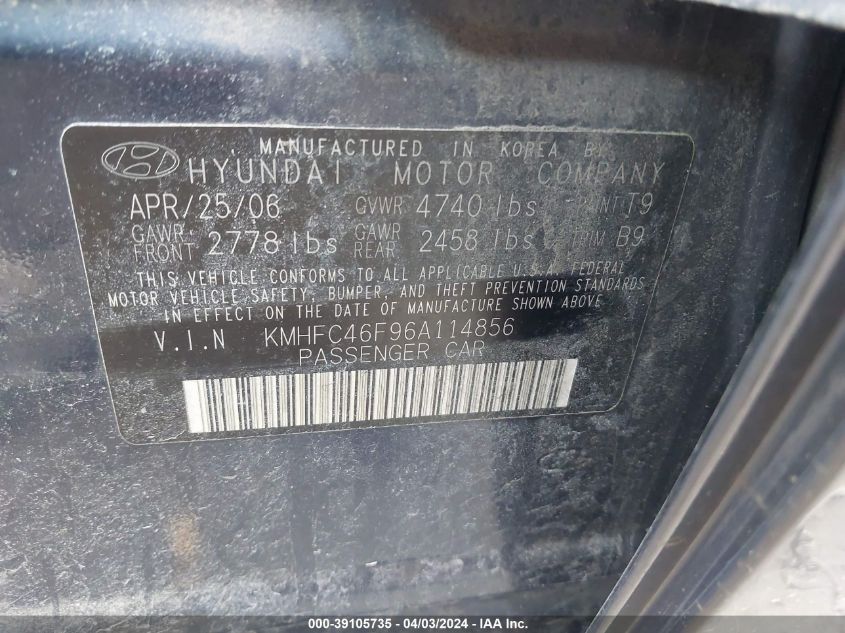 MANUFACTURED IN KOREA BY
HYUNDAI MOTOR COMPANY
APR/25/06 GVWR 4740 lbs PAINT T9
GAWR FRONT 2778 lbs GAWR REAR 2458 lbs TRIM B9
THIS VEHICLE CONFORMS TO ALL APPLICABLE U.S.A. FEDERAL
MOTOR VEHICLE SAFETY, BUMPER, AND THEFT PREVENTION STANDARDS
IN EFFECT ON THE DATE OF MANUFACTURE SHOWN ABOVE
V.I.N KMHFC46F96A114856
PASSENGER CAR
000-39105735 - 04/03/2024 - IAA Inc.